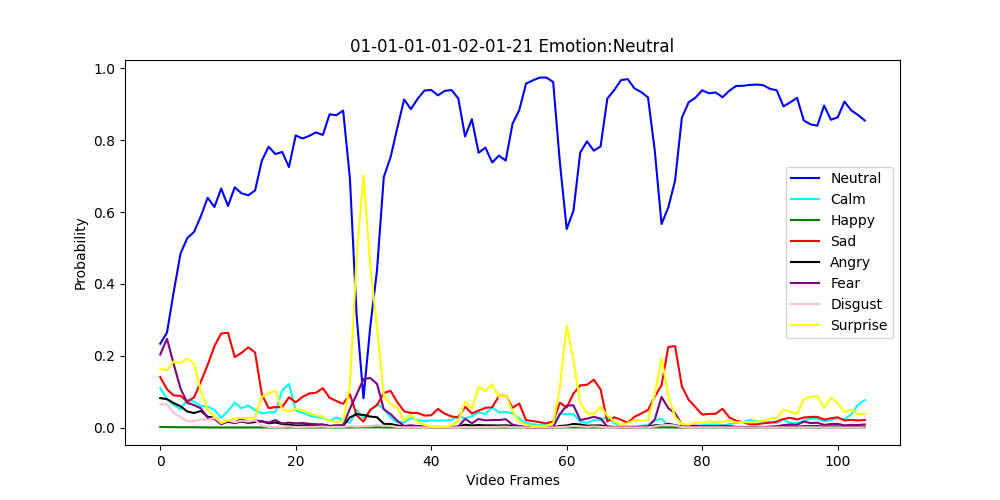 01-01-01-01-02-01-21 Emotion:Neutral
1.0
0.8
0.6
0.4
0.2
0.0
Probability
0
20
40
60
80
100
Video Frames
Neutral
Calm
Happy
Sad
Angry
Fear
Disgust
Surprise